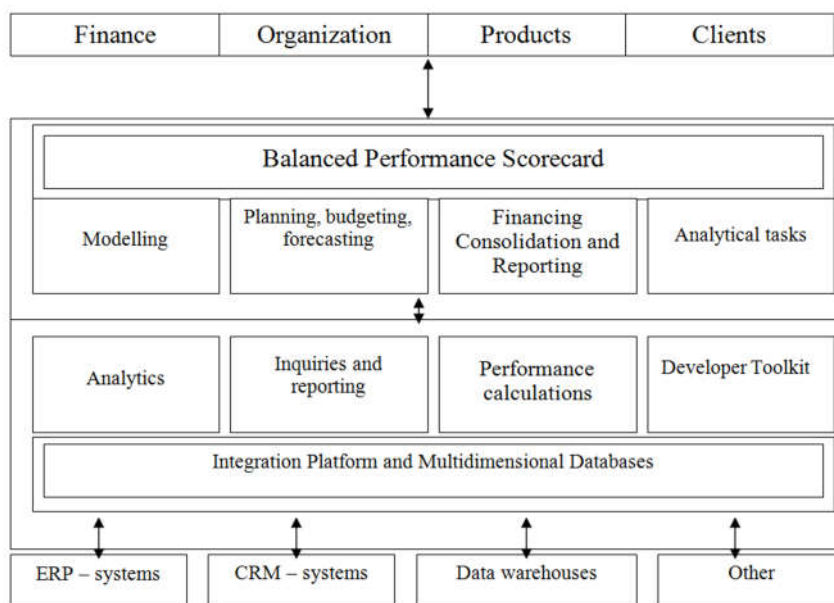 Finance
Organization
Products
Clients
Balanced Performance Scorecard
Modelling
Planning, budgeting,
forecasting
Financing
Consolidation and
Reporting
Analytical tasks
Analytics
Inquiries and
reporting
Performance
calculations
Developer Toolkit
Integration Platform and Multidimensional Databases
ERP – systems
CRM – systems
Data warehouses
Other